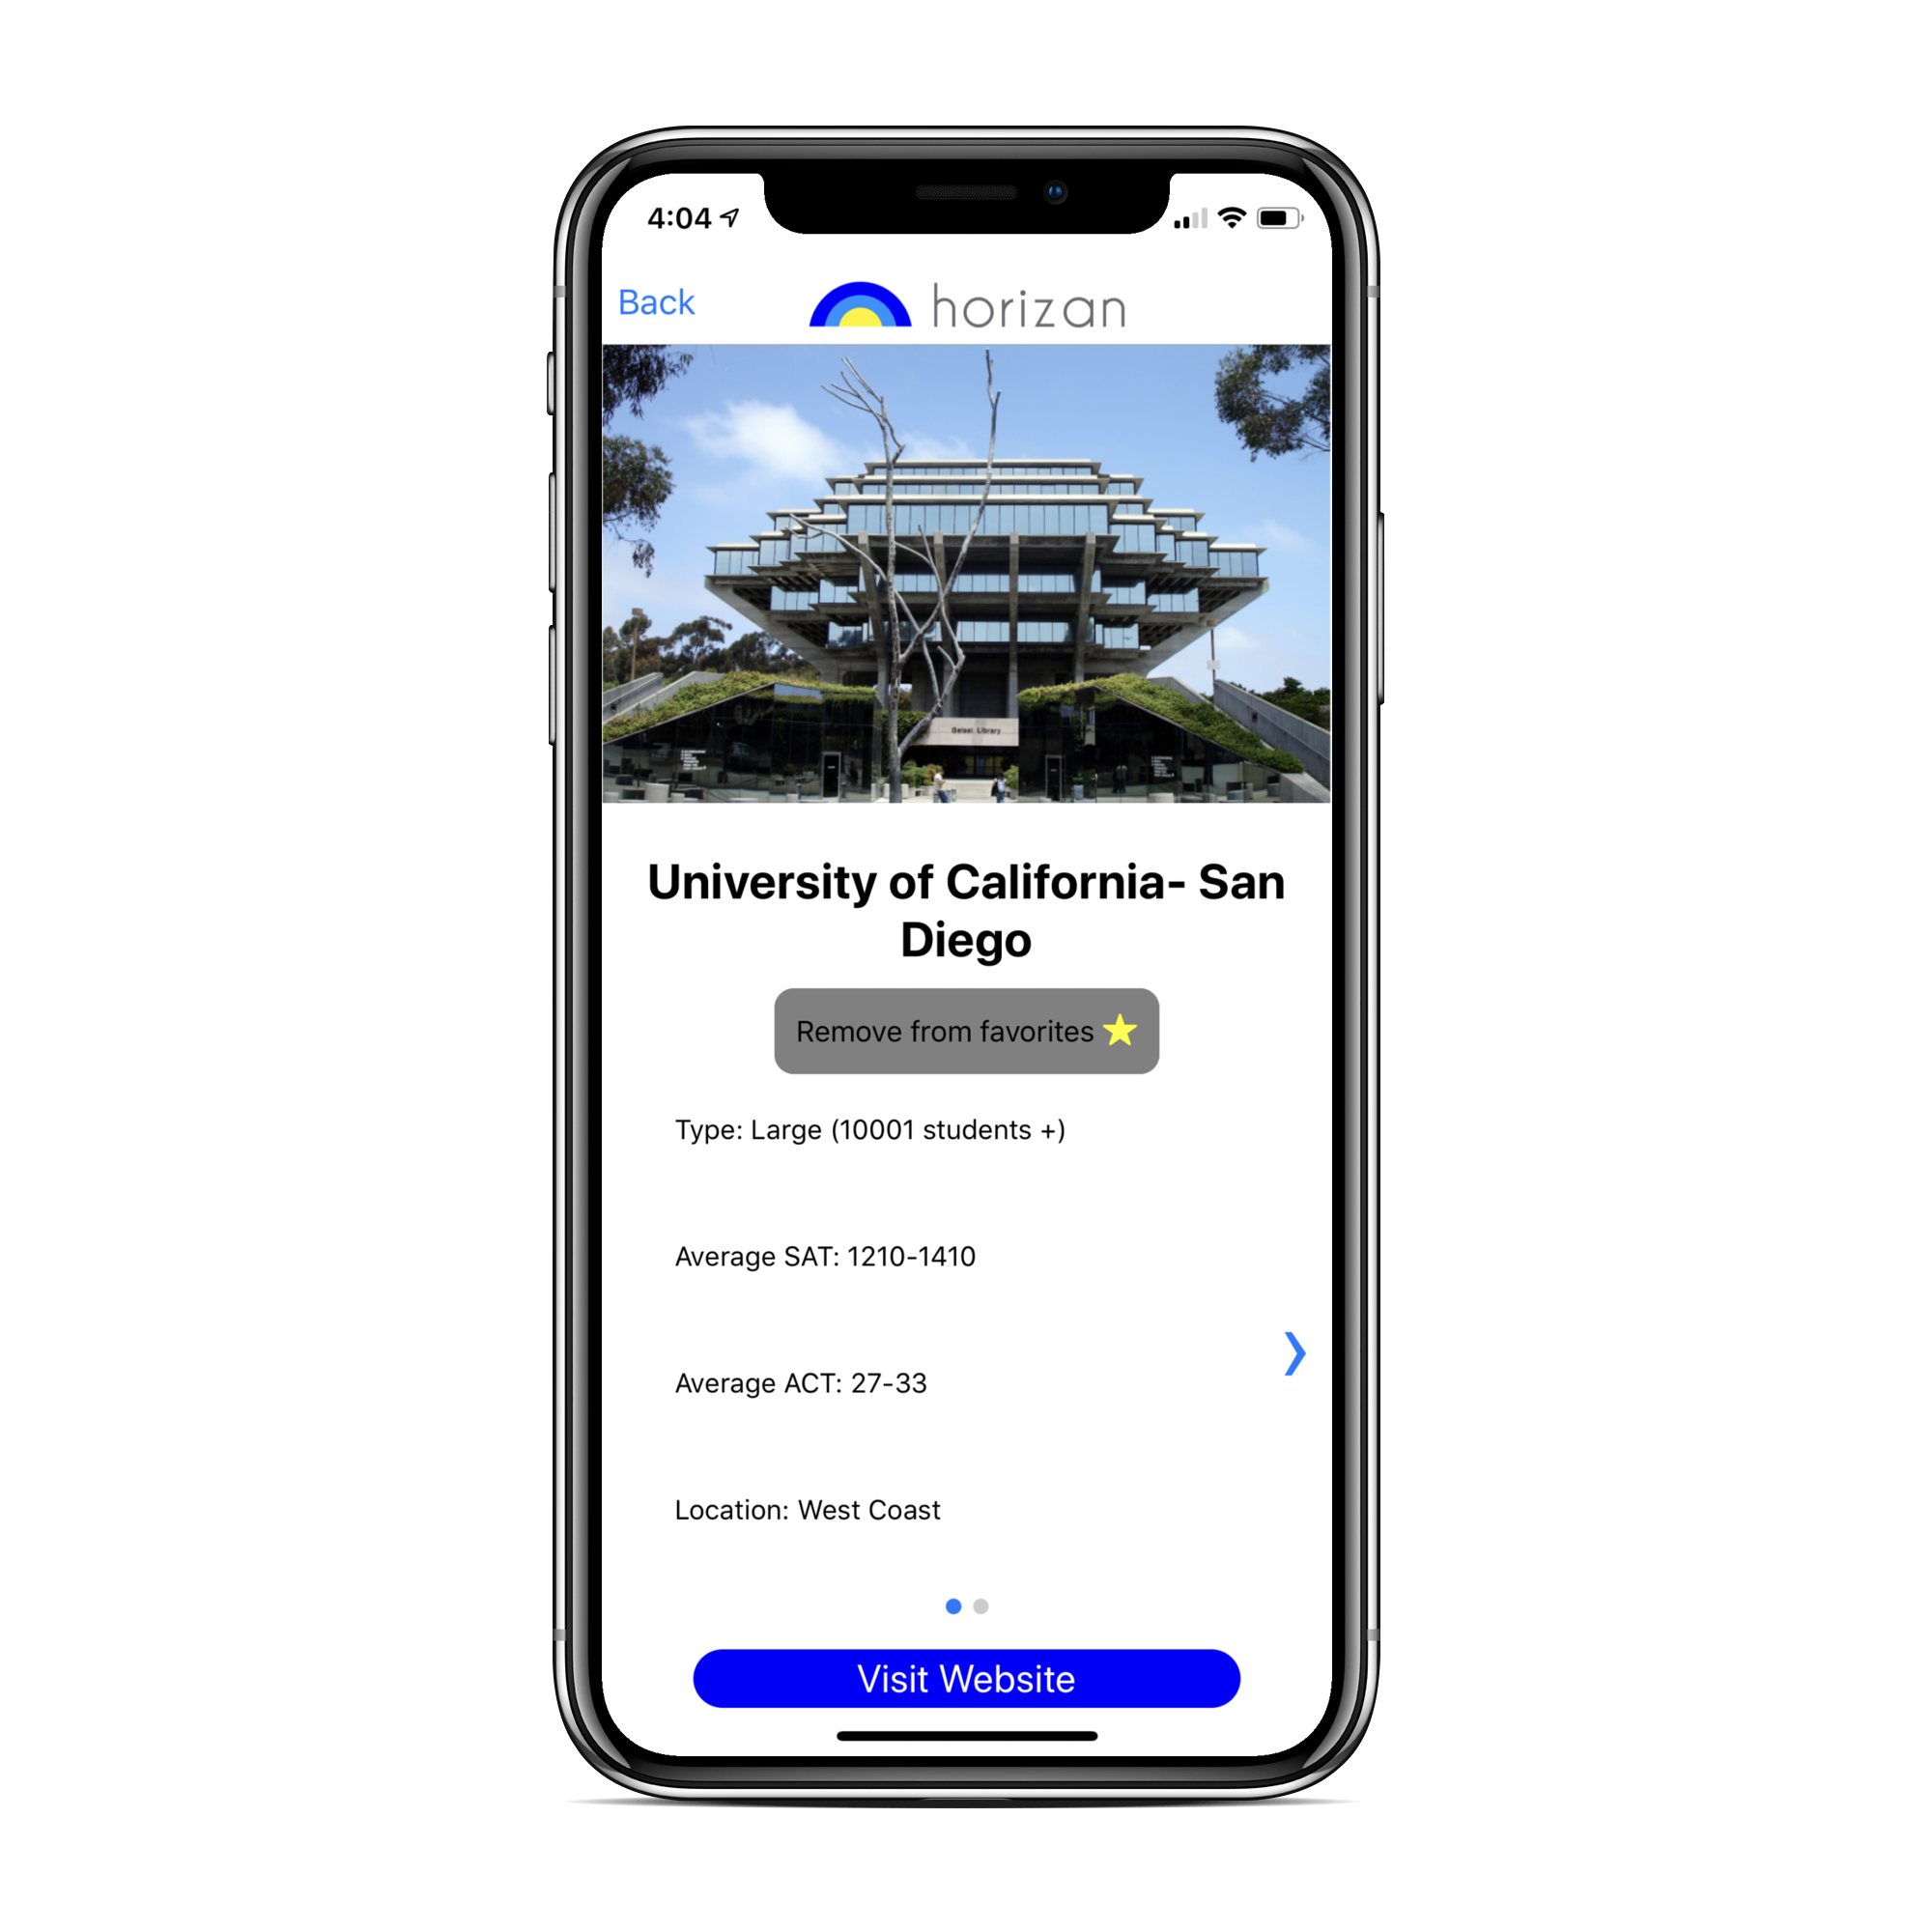 4:04
Back
horizan
Geisel Library
University of California- San
Diego
Remove from favorites
Type: Large (10001 students +)
Average SAT: 1210-1410
Average ACT: 27-33
Location: West Coast
Visit Website